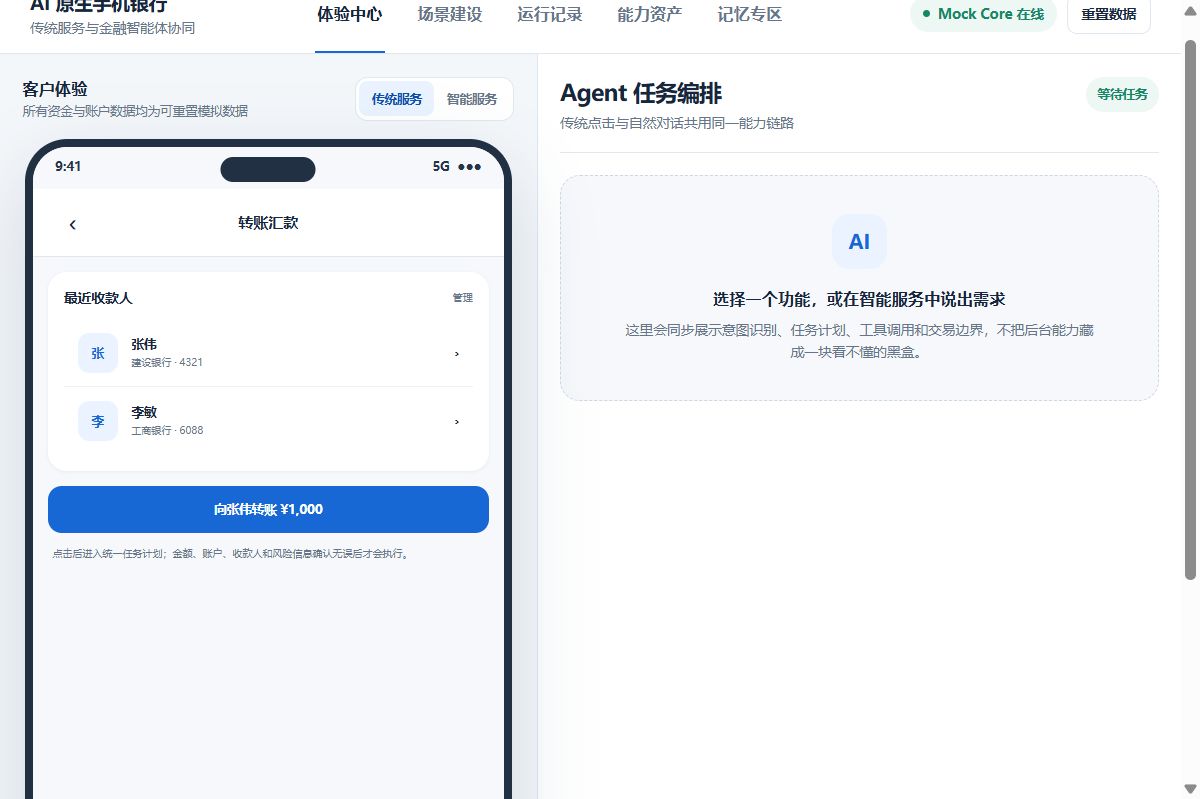 AI 原生手机银行
传统服务与金融智能体协同
体验中心
场景建设
运行记录
能力资产
记忆专区
Mock Core 在线
重置数据
客户体验
所有资金与账户数据均为可重置模拟数据
传统服务
智能服务
9:41
5G
转账汇款
最近收款人
管理
张
张伟
建设银行 · 4321
李
李敏
工商银行 · 6088
向张伟转账 ¥1,000
点击后进入统一任务计划；金额、账户、收款人和风险信息确认无误后才会执行。
Agent 任务编排
传统点击与自然对话共用同一能力链路
等待任务
AI
选择一个功能，或在智能服务中说出需求
这里会同步展示意图识别、任务计划、工具调用和交易边界，不把后台能力藏
成一块看不懂的黑盒。